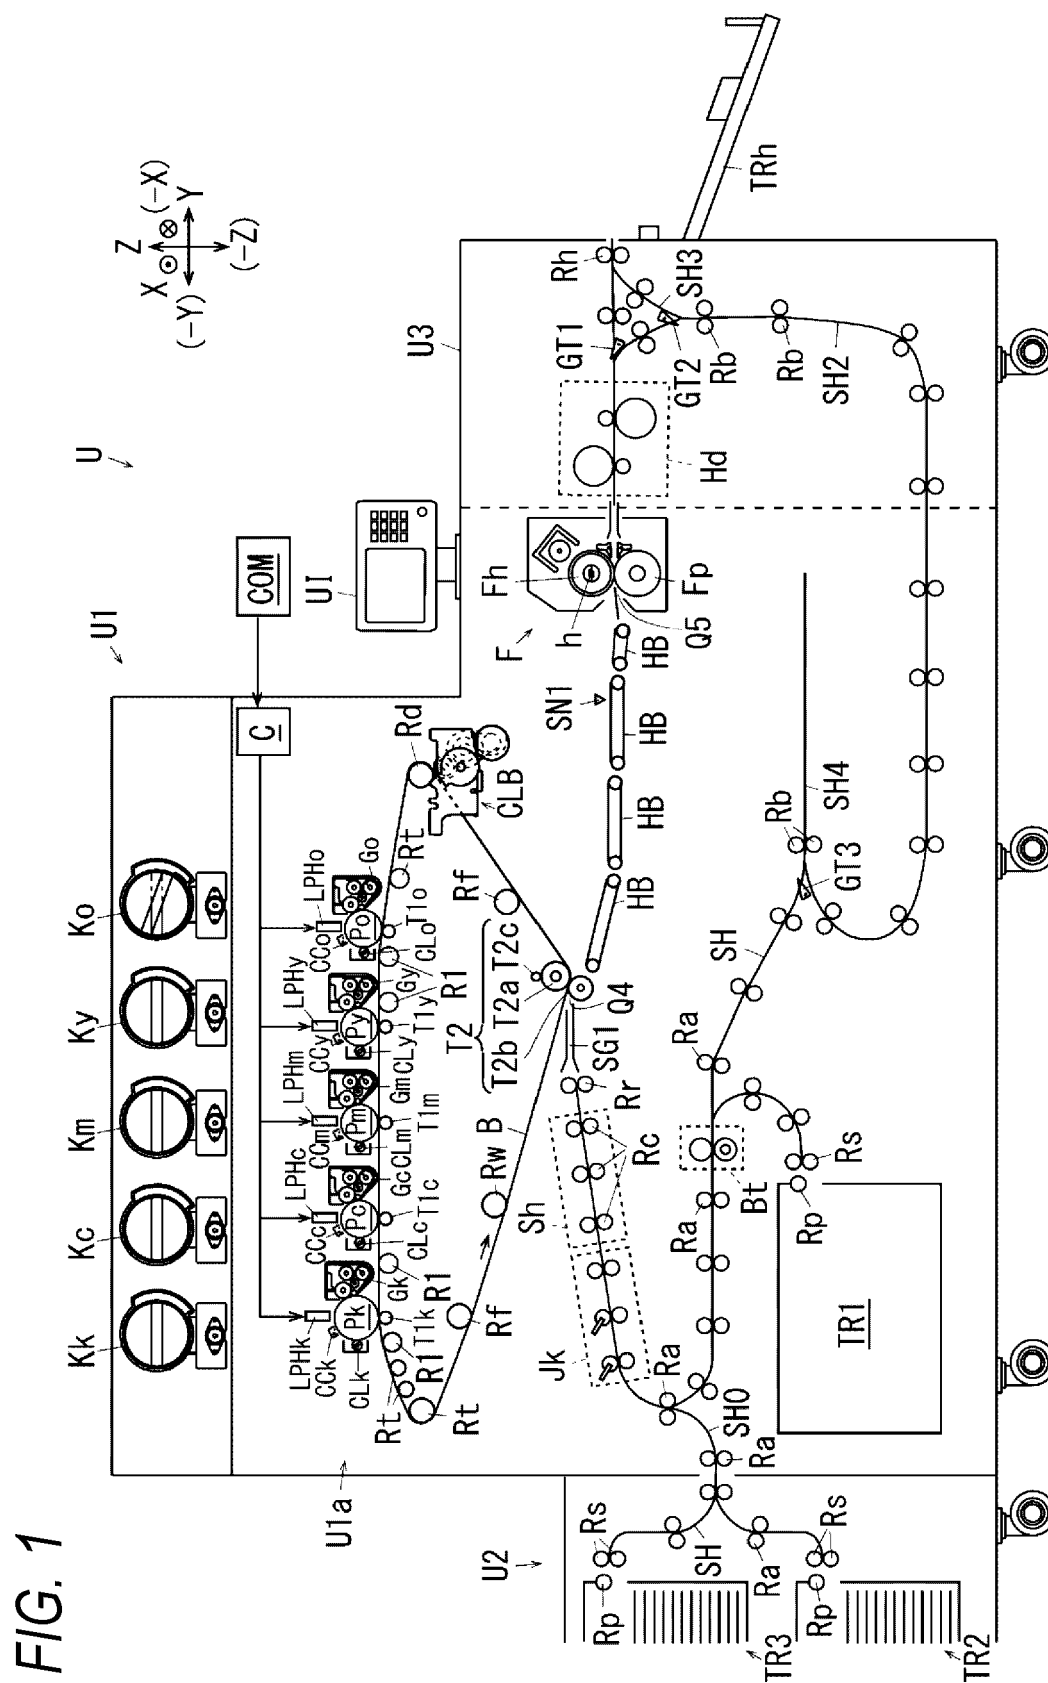 FIG. 1
Kk
Kc
Km
Ky
Ko
U1
U
X
Z
(-X)
Y
(-Y)
(-Z)
COM
C
UI
U3
U1a
LPHk
LPHc
LPHm
LPHy
LPHo
CCk
CCc
CCm
CCy
CCo
CLk
CLc
CLm
CLy
CLo
Pk
Pc
Pm
Py
Po
Gk
Gc
Gm
Gy
Go
T1k
T1c
T1m
T1y
T1o
R1
R1
R1
Rt
Rt
Rt
Rd
CLB
Rf
Rf
Rw
B
T2
T2b
T2a
T2c
Q4
SG1
Rr
Rc
Sh
Jk
HB
HB
HB
HB
SN1
F
Fh
h
Fp
Q5
Hd
GT1
GT2
Rh
SH3
Rb
Rb
SH2
TRh
Rb
SH4
GT3
SH
Ra
Ra
Ra
Ra
Bt
Rs
Rp
TR1
SH0
U2
Rs
Rp
SH
Ra
Rs
Rp
TR3
TR2